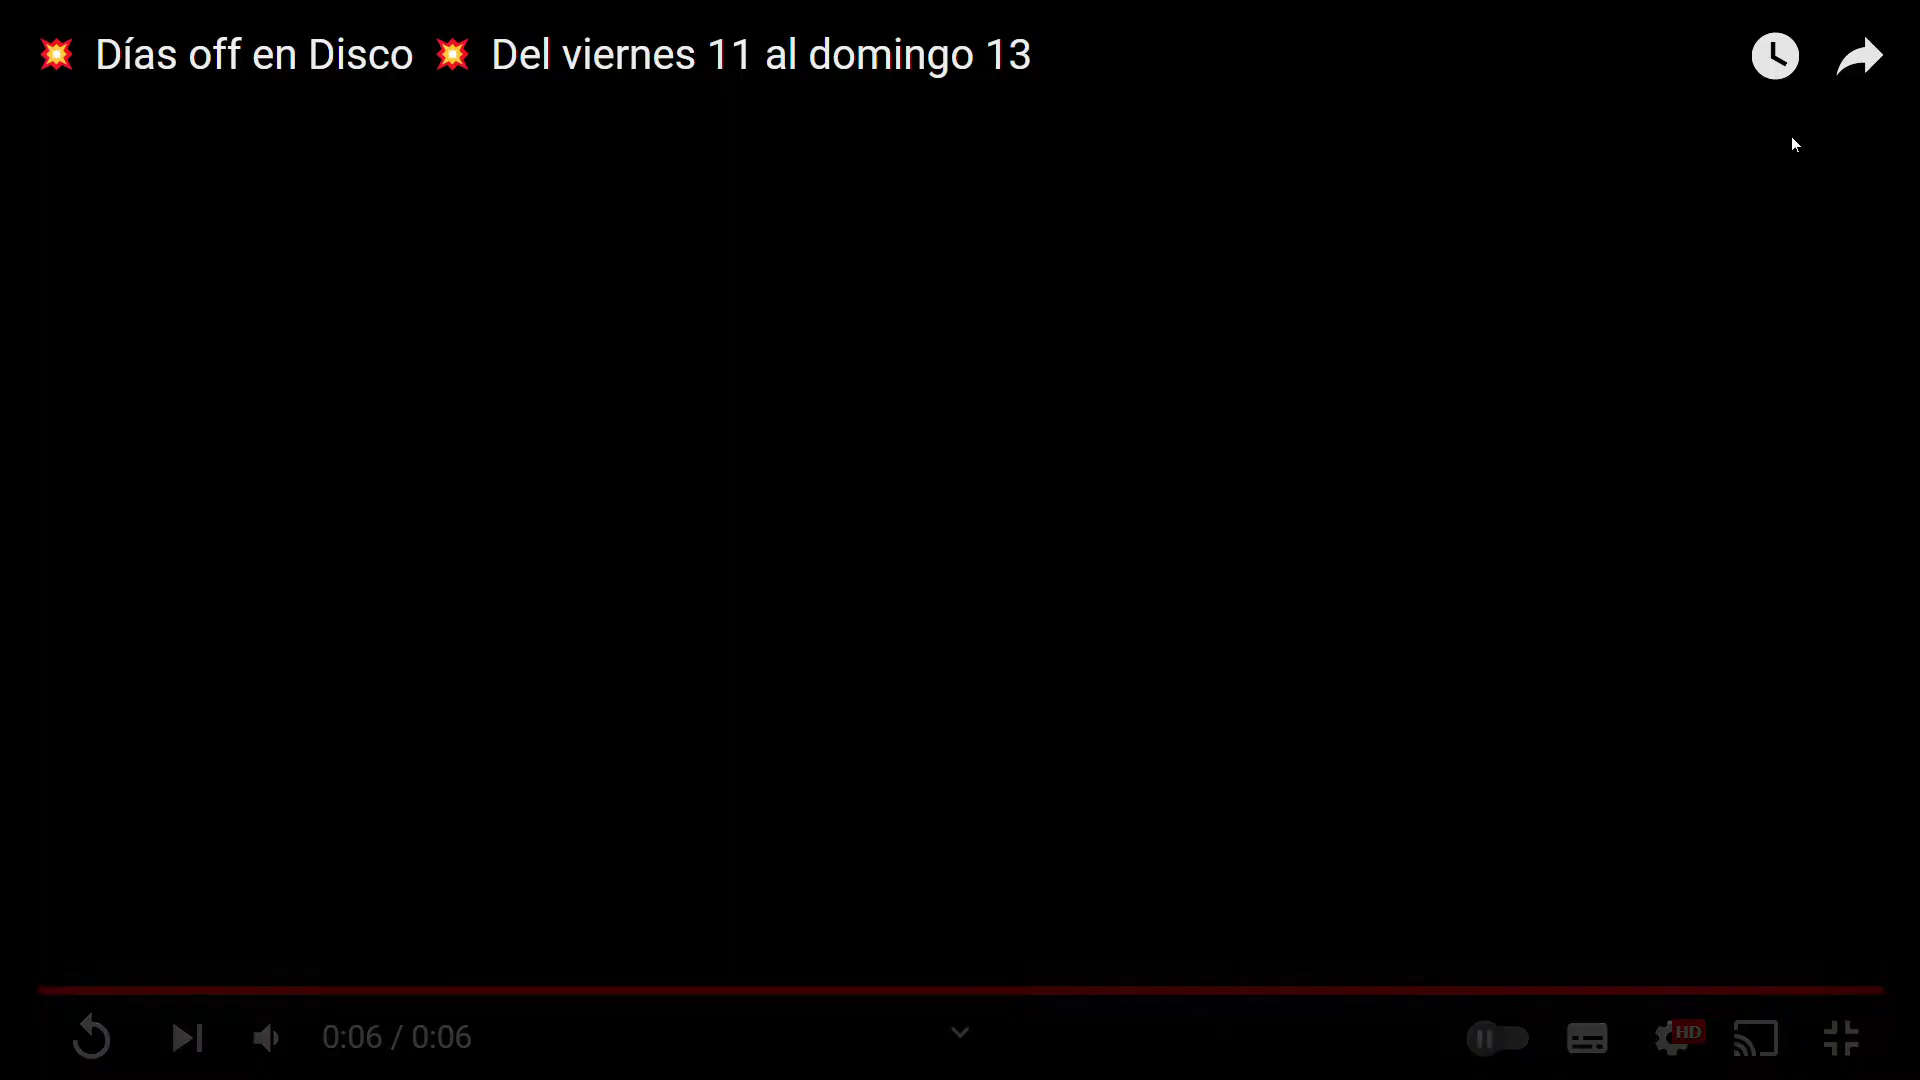 💥 Días off en Disco 💥 Del viernes 11 al domingo 13
0:06 / 0:06
HD